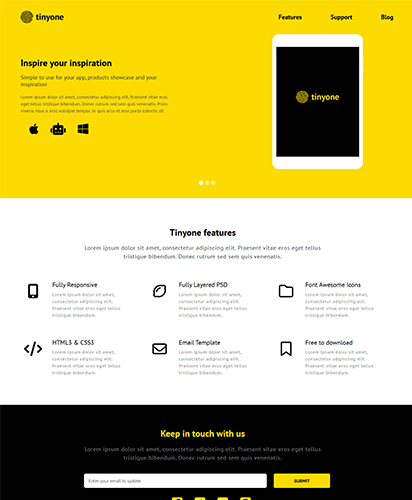 tinyone
Features Support Blog
Inspire your inspiration
Simple to use for your app, products showcase and your
inspiration
Lorem ipsum dolor sit amet, consectetur adipiscing elit. Praesent vitae
eget lacus bibendum. Donec rutrum sed sem quis venenatis. Proin
viverra risus a eros volutpat tempor. In quis arcu et eros porta lobortis sit
tinyone
Tinyone features
Lorem ipsum dolor sit amet, consectetur adipiscing elit. Praesent vitae eros eget tellus
tristique bibendum. Donec rutrum sed sem quis venenatis.
Fully Responsive
Lorem ipsum dolor sit amet,
consectetur adipiscing elit.
Praesent vitae eros eget tellus
tristique bibendum.
Fully Layered PSD
Lorem ipsum dolor sit amet,
consectetur adipiscing elit.
Praesent vitae eros eget tellus
tristique bibendum.
Font Awesome Icons
Lorem ipsum dolor sit amet,
consectetur adipiscing elit.
Praesent vitae eros eget tellus
tristique bibendum.
HTML5 & CSS3
Lorem ipsum dolor sit amet,
consectetur adipiscing elit.
Praesent vitae eros eget tellus
tristique bibendum.
Email Template
Lorem ipsum dolor sit amet,
consectetur adipiscing elit.
Praesent vitae eros eget tellus
tristique bibendum.
Free to download
Lorem ipsum dolor sit amet,
consectetur adipiscing elit.
Praesent vitae eros eget tellus
tristique bibendum.
Keep in touch with us
Lorem ipsum dolor sit amet, consectetur adipiscing elit. Praesent vitae eros eget tellus
tristique bibendum. Donec rutrum sed sem quis venenatis.
Enter your email to update
SUBMIT